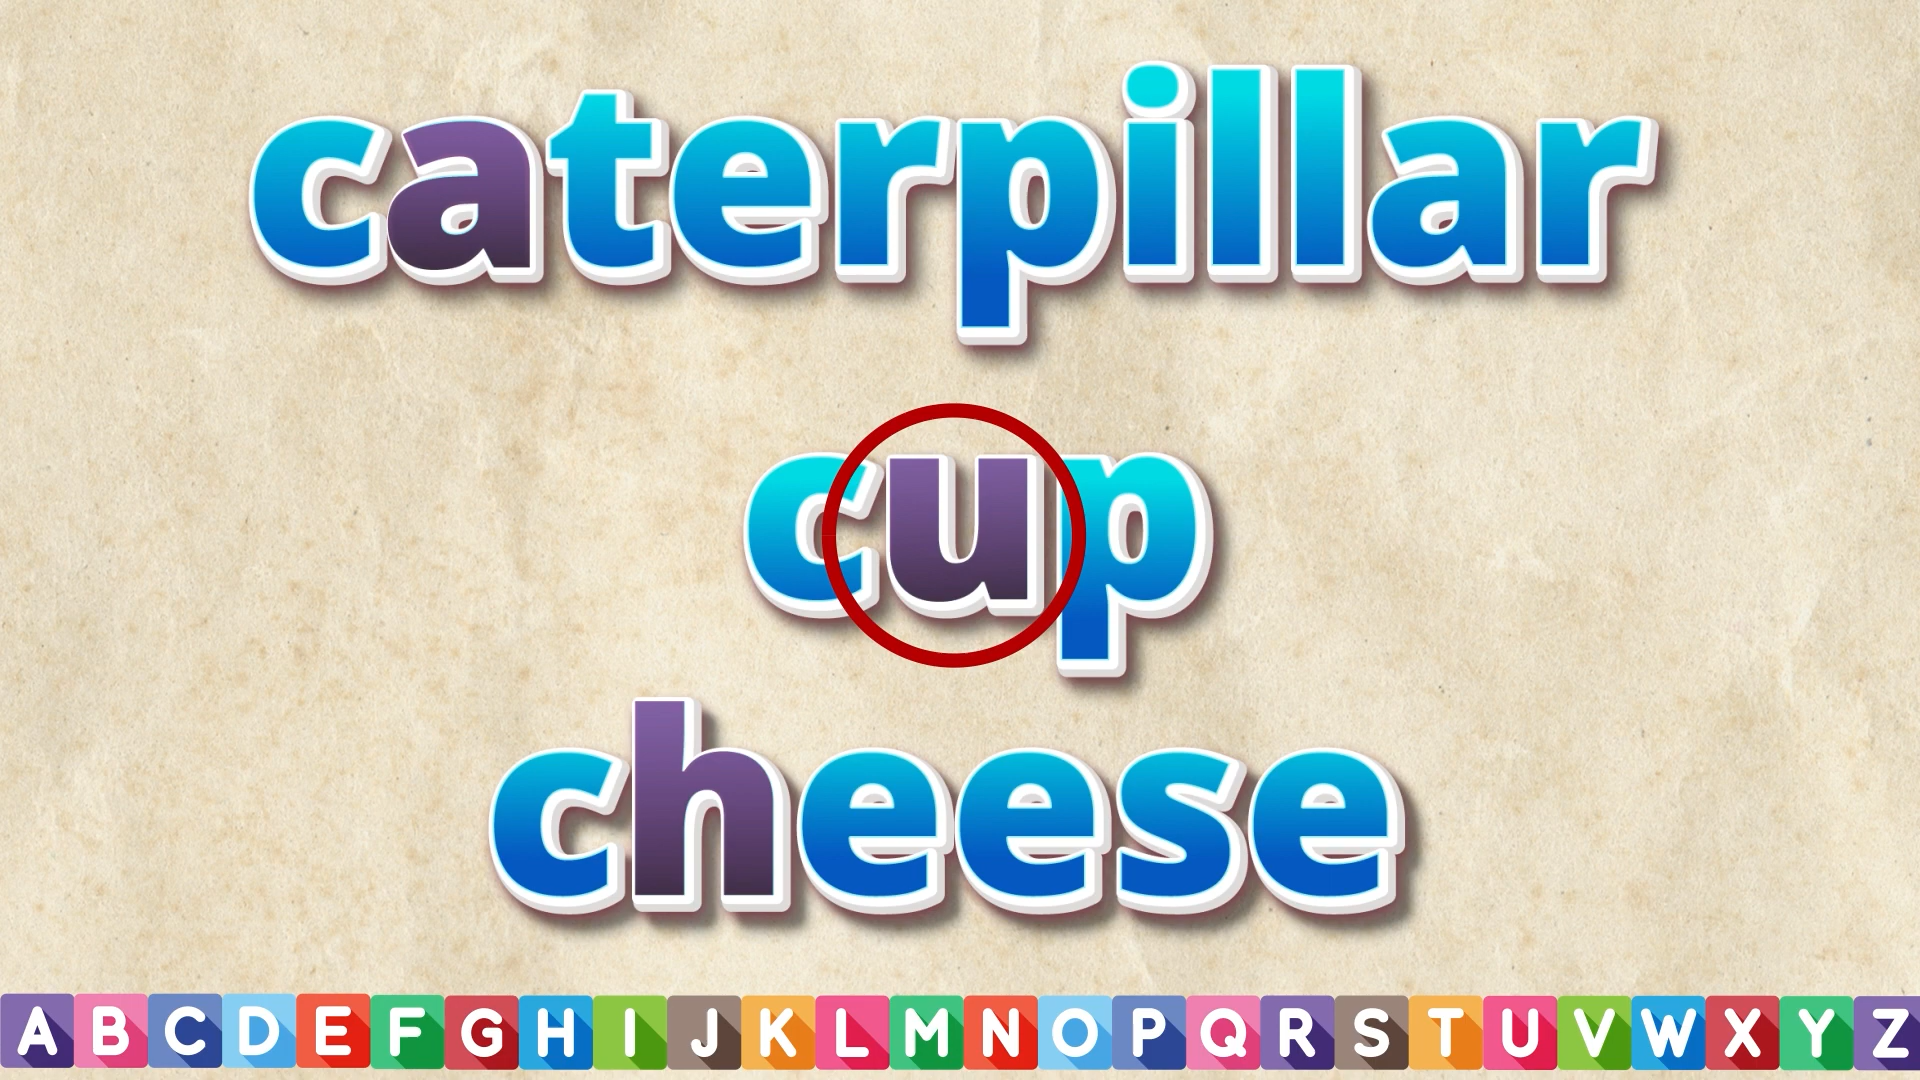 caterpillar
cup
cheese
A B C D E F G H I J K L M N O P Q R S T U V W X Y Z